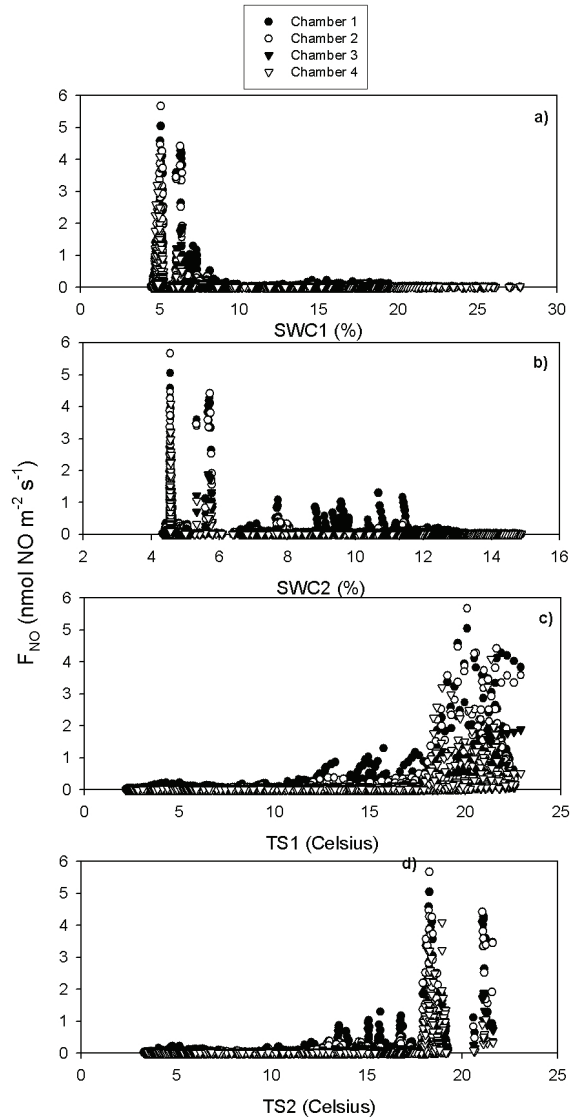 Chamber 1
Chamber 2
Chamber 3
Chamber 4
a)
6
5
4
3
2
1
0
0 5 10 15 20 25 30
SWC1 (%)
b)
6
5
4
3
2
1
0
2 4 6 8 10 12 14 16
SWC2 (%)
F_NO (nmol NO m⁻² s⁻¹)
c)
6
5
4
3
2
1
0
0 5 10 15 20 25
TS1 (Celsius)
d)
6
5
4
3
2
1
0
0 5 10 15 20 25
TS2 (Celsius)